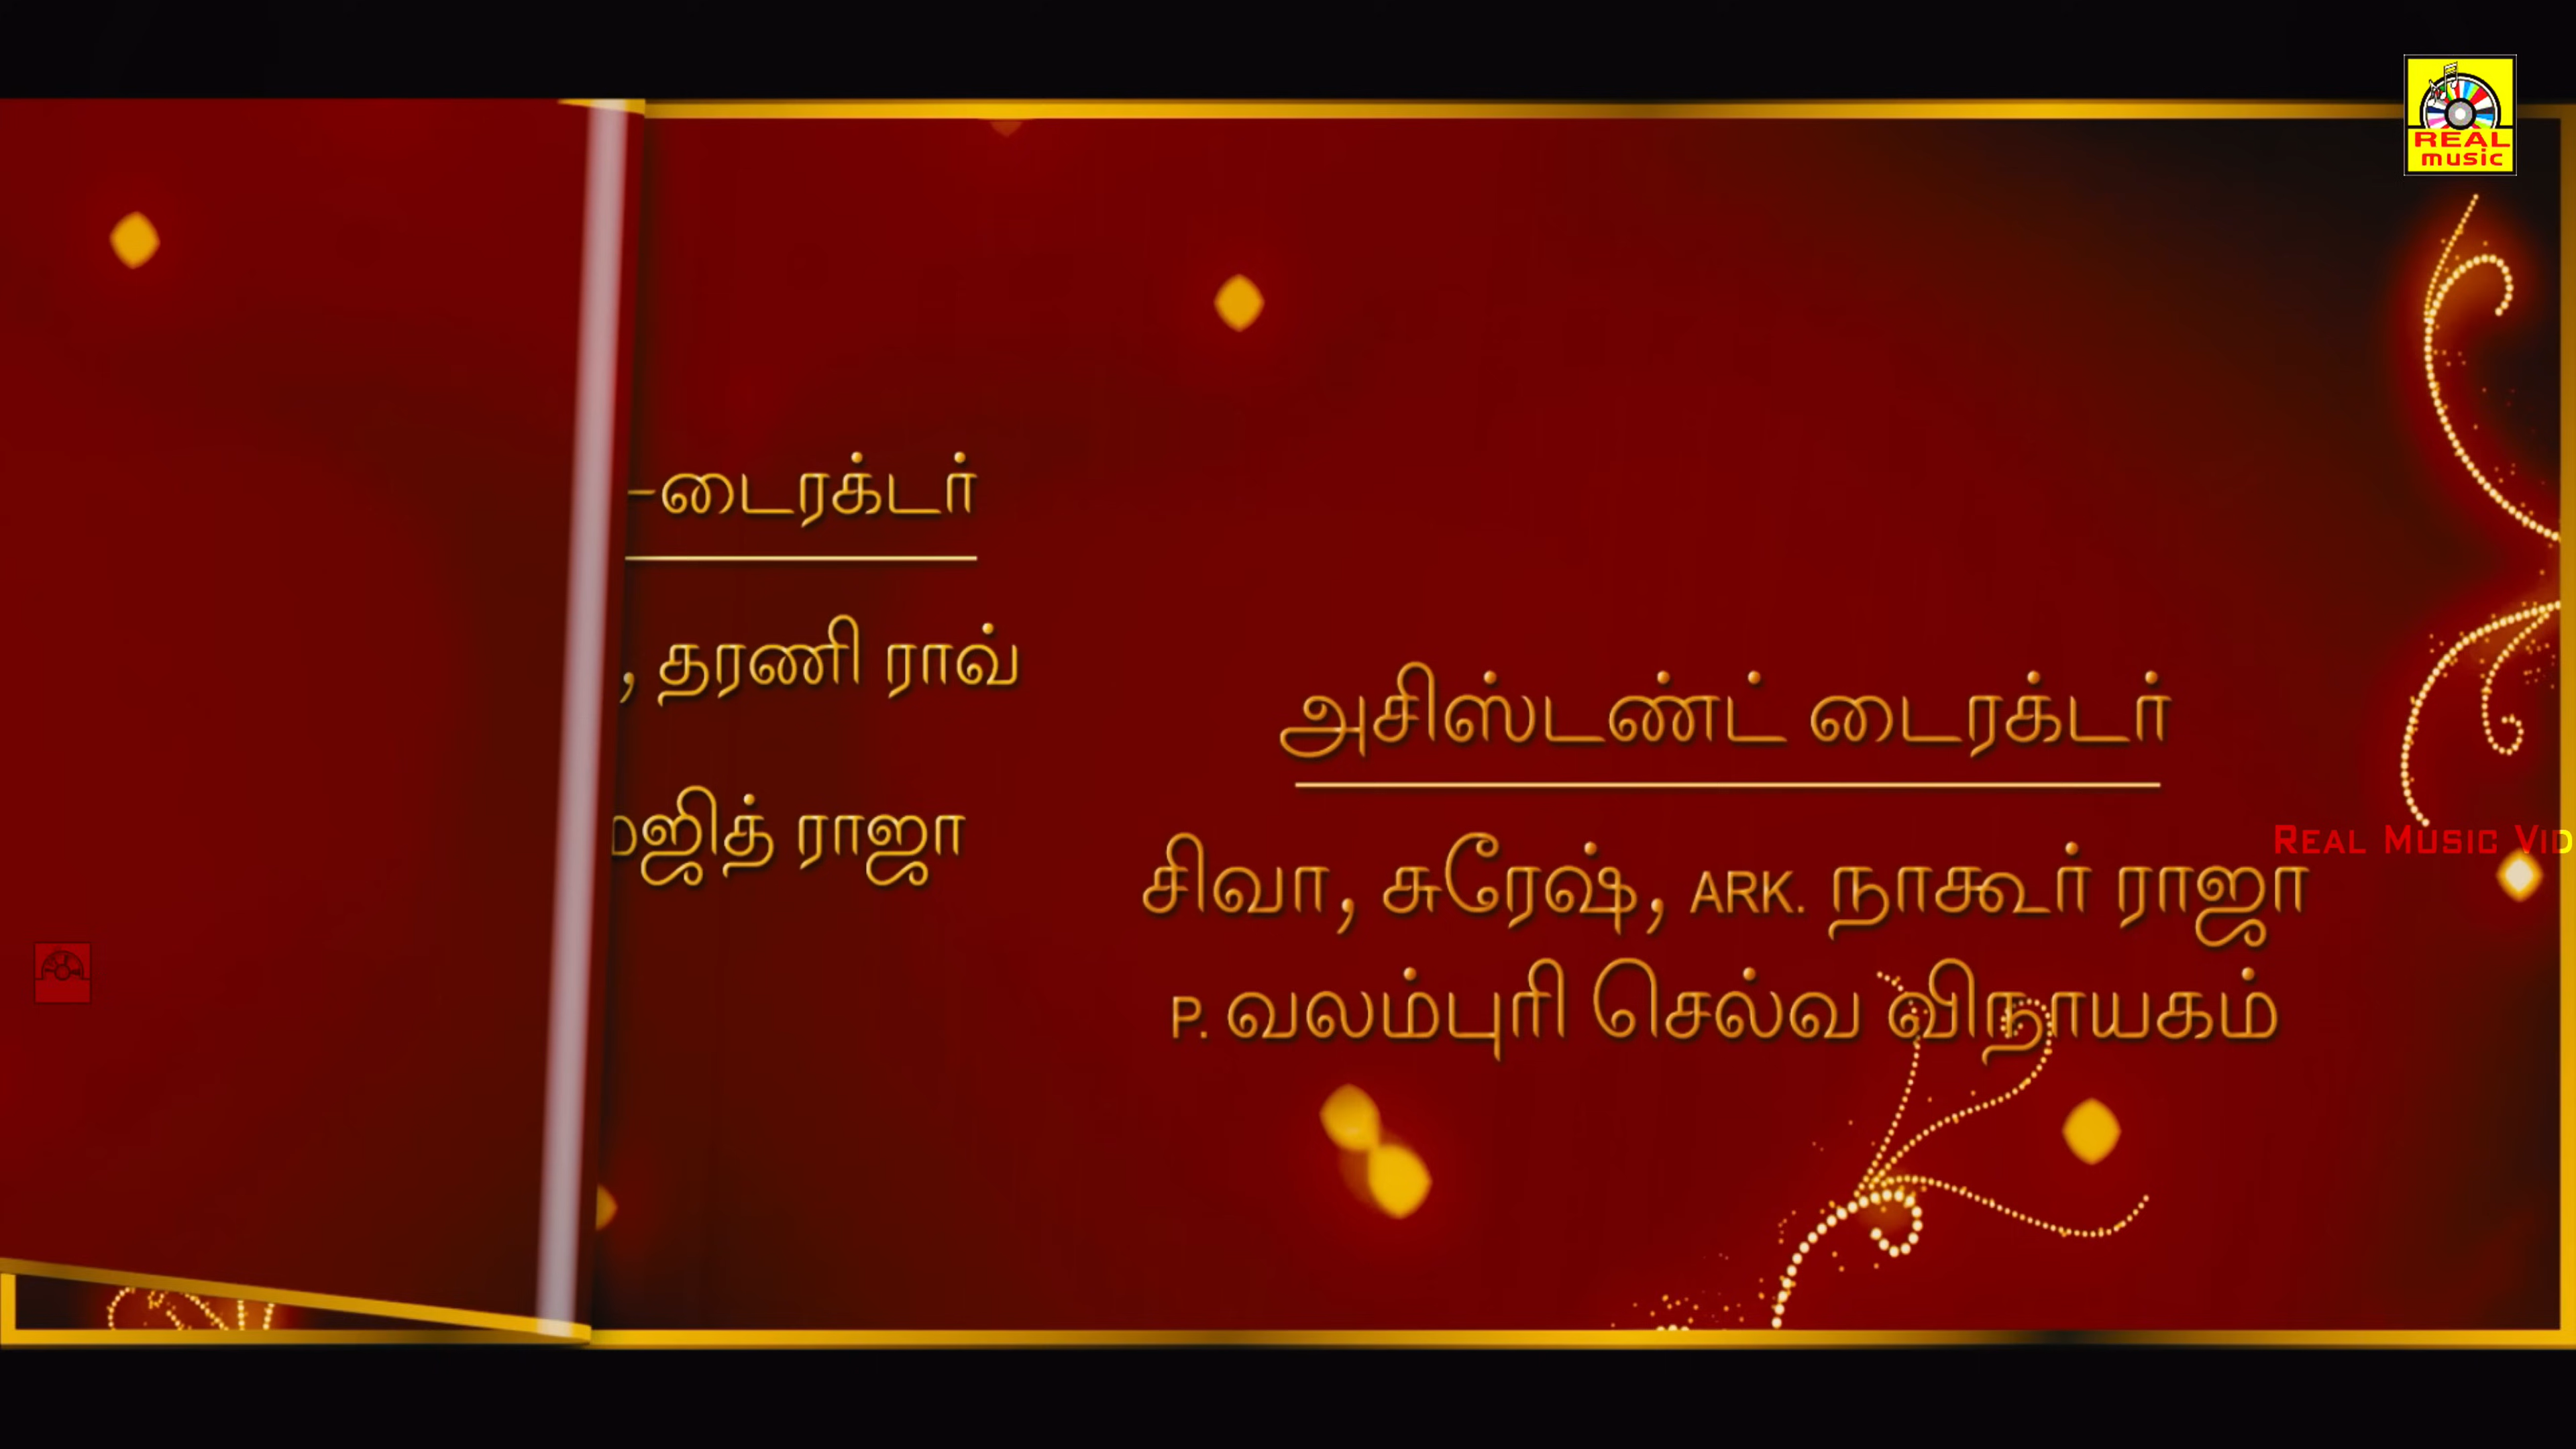 REAL
music
-டைரக்டர்
, தரணி ராவ்
ஜித் ராஜா
அசிஸ்டண்ட் டைரக்டர்
சிவா, சுரேஷ், ARK. நாகூர் ராஜா
P. வலம்புரி செல்வ விநாயகம்
REAL MUSIC VID